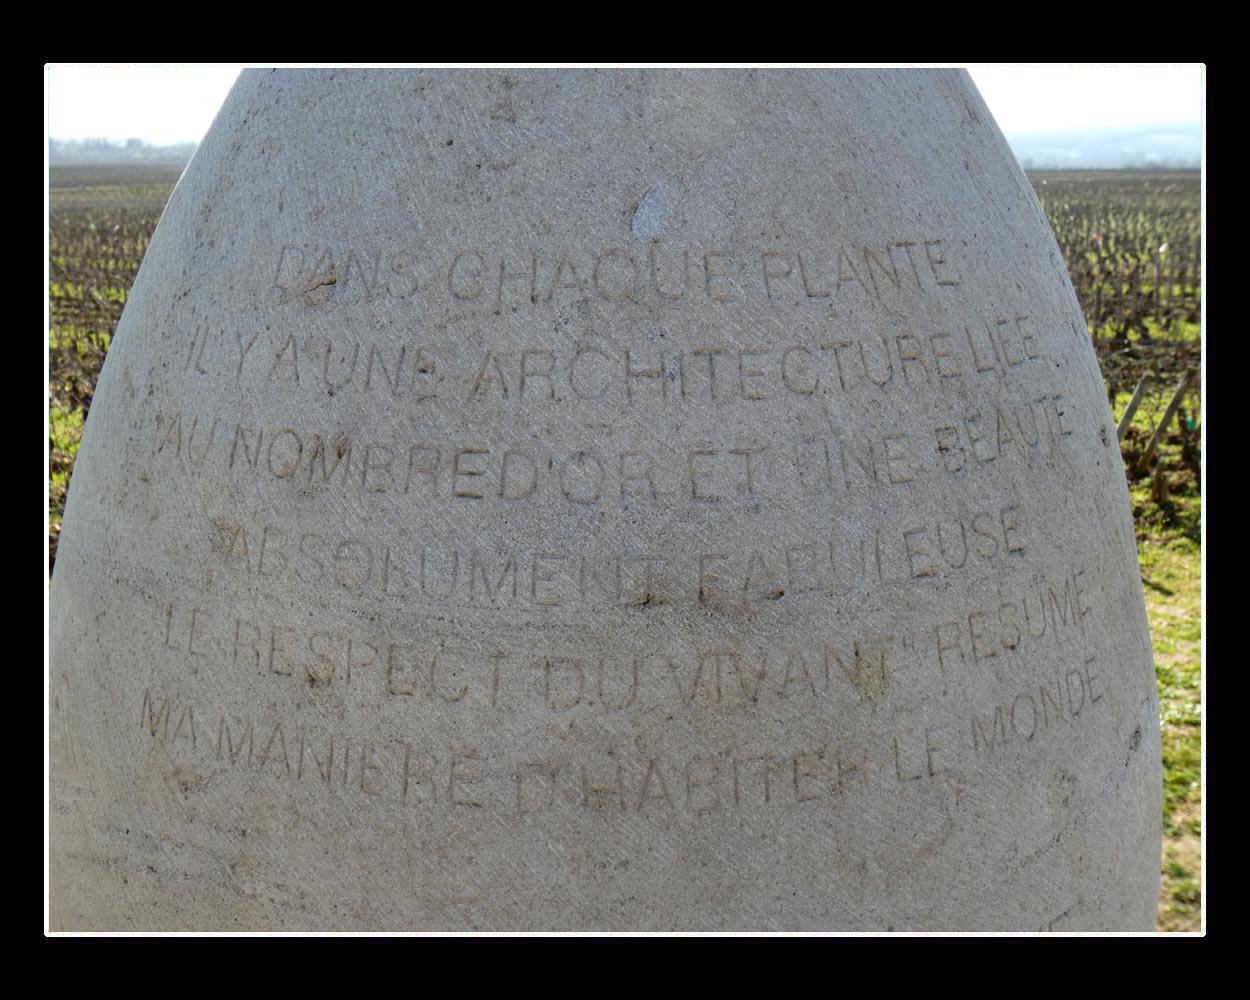 DANS CHAQUE PLANTE
IL Y A UNE ARCHITECTURE LIEE
AU NOMBRE D'OR ET UNE BEAUTE
ABSOLUMENT FABULEUSE
LE RESPECT DU VIVANT" RESUME
MA MANIERE D'HABITER LE MONDE